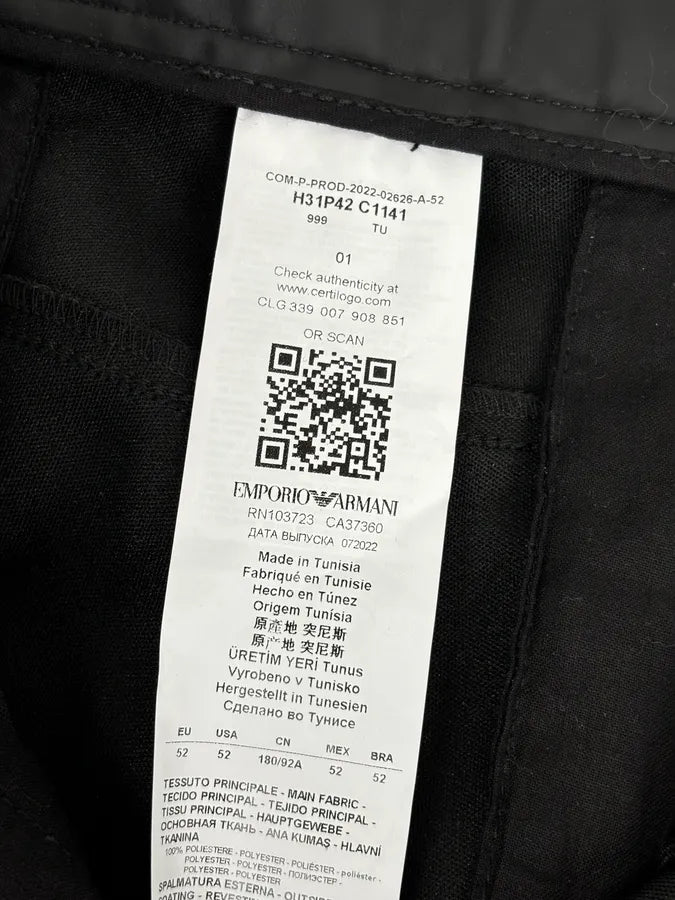 COM-P-PROD-2022-02626-A-52
H31P42 C1141
999 TU
01
Check authenticity at
www.certilogo.com
CLG 339 007 908 851
OR SCAN
EMPORIO ARMANI
RN103723 CA37360
ДАТА ВЫПУСКА 072022
Made in Tunisia
Fabriqué en Tunisie
Hecho en Túnez
Origem Tunísia
原產地 突尼斯
原产地 突尼斯
ÜRETİM YERİ Tunus
Vyrobeno v Tunisko
Hergestellt in Tunesien
Сделано во Тунисе
EU USA CN MEX BRA
52 52 180/92A 52 52
TESSUTO PRINCIPALE - MAIN FABRIC -
TECIDO PRINCIPAL - TEJIDO PRINCIPAL -
TISSU PRINCIPAL - HAUPTGEWEBE -
ОСНОВНАЯ ТКАНЬ - ANA KUMAŞ - HLAVNÍ
TKANINA
100% POLIESTERE - POLYESTER - POLIÉSTER - poliéster -
POLYESTER - POLYESTER - ПОЛИЭСТЕР -
POLYESTER - POLYESTER
SPALMATURA ESTERNA - OUTSIDE
COATING -